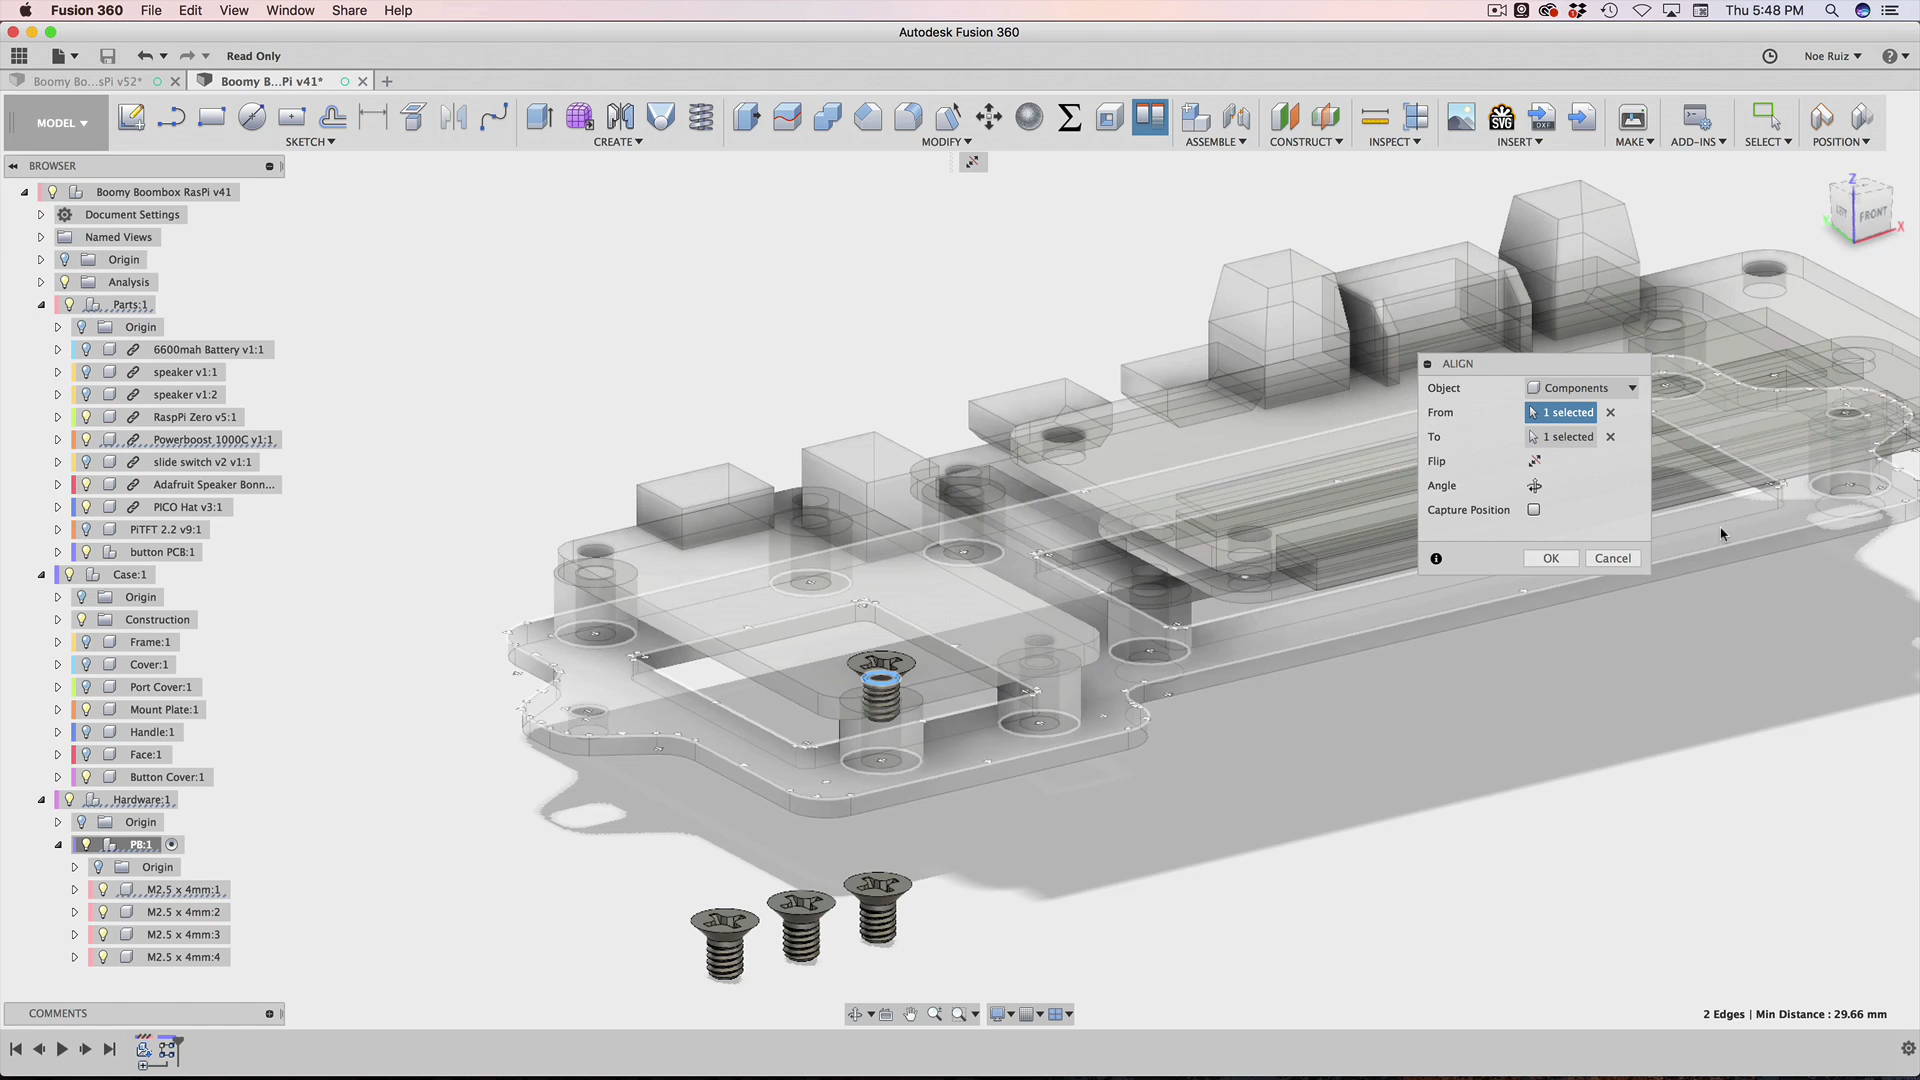 Fusion 360 File Edit View Window Share Help Thu 5:48 PM
Autodesk Fusion 360
Read Only Noe Ruiz
Boomy Bo...sPi v52* Boomy B...Pi v41*
MODEL SKETCH CREATE MODIFY ASSEMBLE CONSTRUCT INSPECT INSERT MAKE ADD-INS SELECT POSITION
SVG
DXF
BROWSER
Boomy Boombox RasPi v41
Document Settings
Named Views
Origin
Analysis
Parts:1
Origin
6600mah Battery v1:1
speaker v1:1
speaker v1:2
RaspPi Zero v5:1
Powerboost 1000C v1:1
slide switch v2 v1:1
Adafruit Speaker Bonn...
PICO Hat v3:1
PiTFT 2.2 v9:1
button PCB:1
Case:1
Origin
Construction
Frame:1
Cover:1
Port Cover:1
Mount Plate:1
Handle:1
Face:1
Button Cover:1
Hardware:1
Origin
PB:1
Origin
M2.5 x 4mm:1
M2.5 x 4mm:2
M2.5 x 4mm:3
M2.5 x 4mm:4
Z
LEFT FRONT
X
ALIGN
Object Components
From 1 selected
To 1 selected
Flip
Angle
Capture Position
OK Cancel
COMMENTS
2 Edges | Min Distance : 29.66 mm